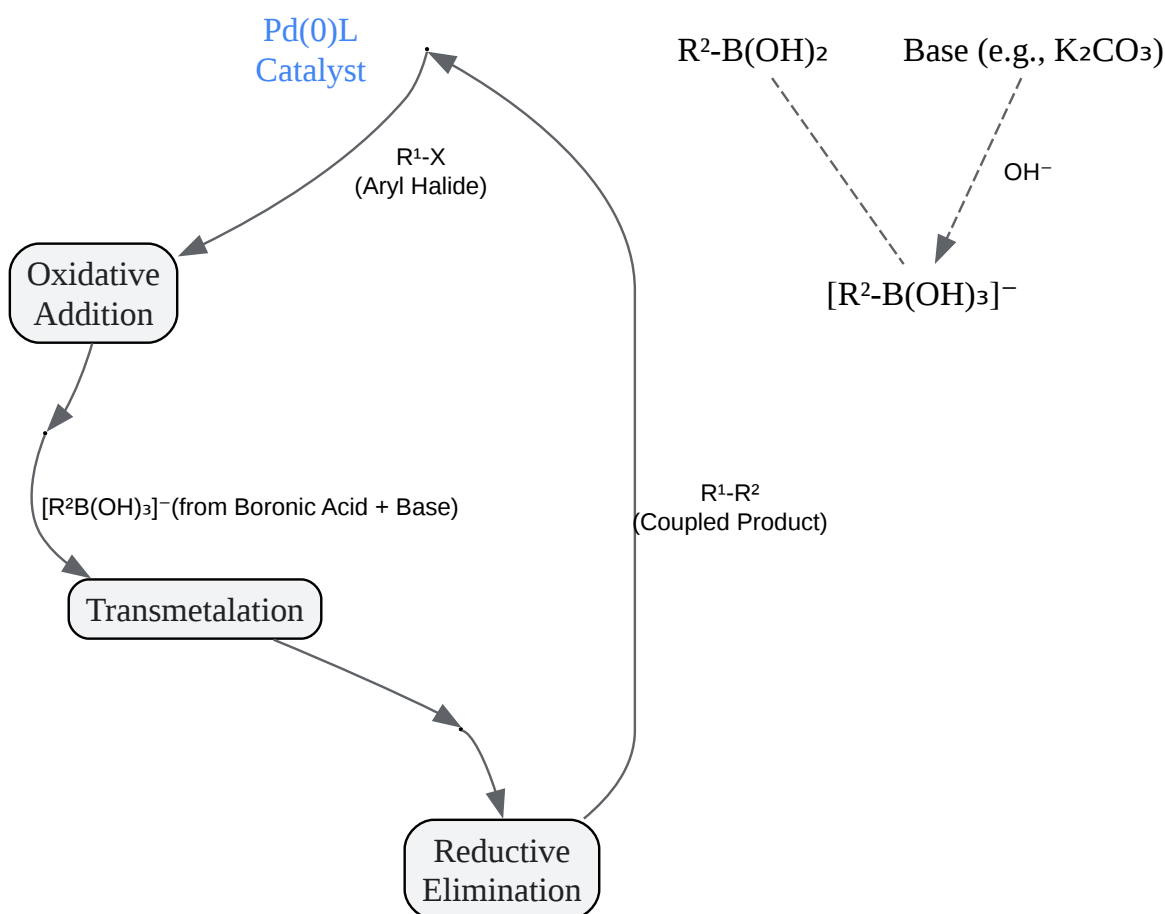 Pd(0)L
Catalyst
R²-B(OH)₂
Base (e.g., K₂CO₃)
R¹-X
(Aryl Halide)
OH⁻
Oxidative
Addition
[R²-B(OH)₃]⁻
[R²B(OH)₃]⁻(from Boronic Acid + Base)
R¹-R²
(Coupled Product)
Transmetalation
Reductive
Elimination